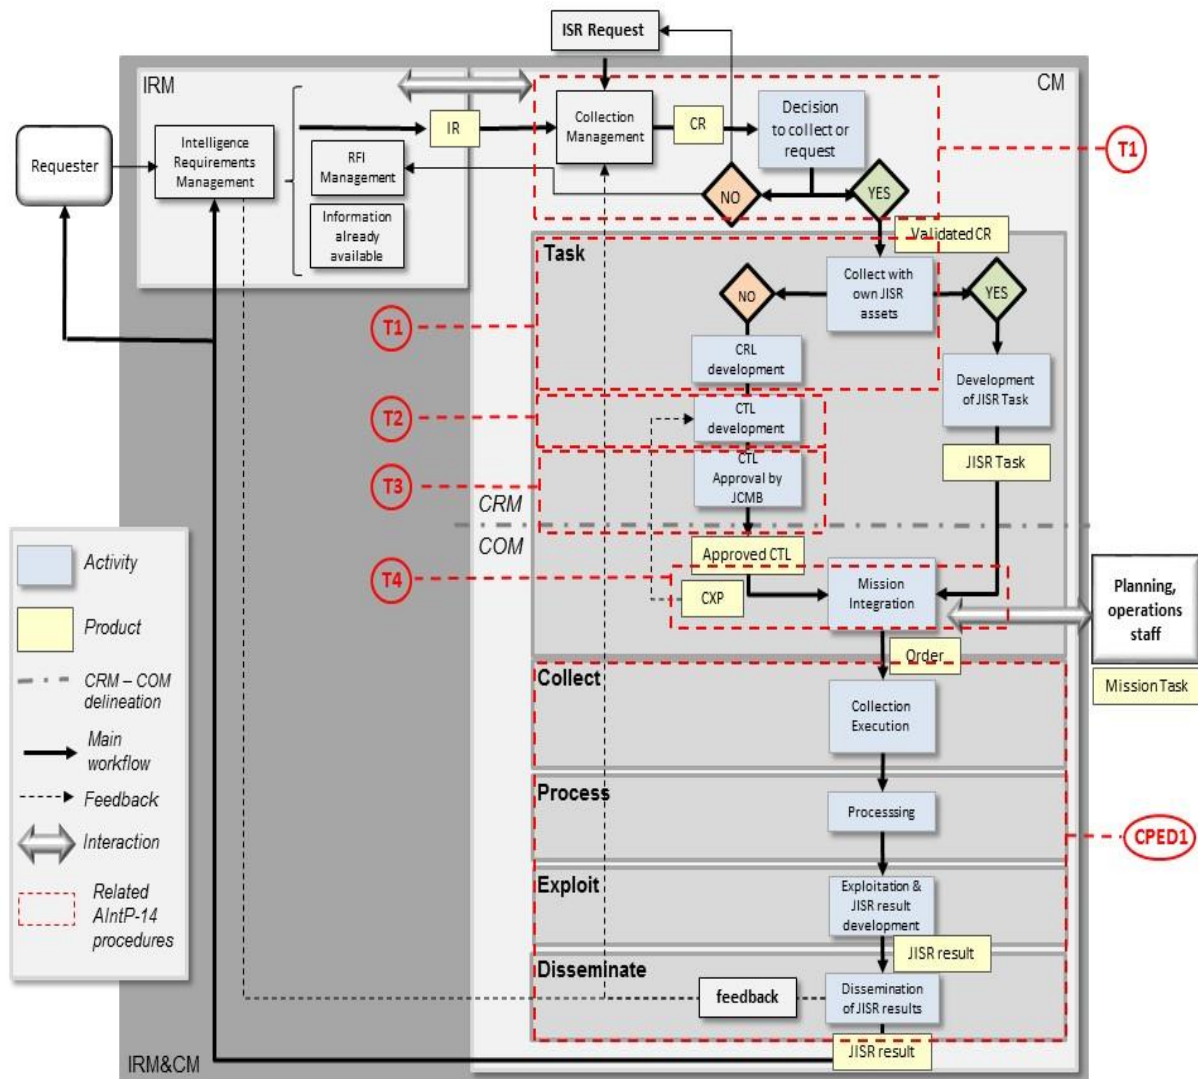 ISR Request
IRM
CM
Requester
Intelligence
Requirements
Management
IR
RFI
Management
Information
already
available
Collection
Management
CR
Decision
to collect or
request
NO
YES
T1
Validated CR
Task
Collect with
own JISR
assets
NO
YES
T1
CRL
development
Development
of JISR Task
T2
CTL
development
JISR Task
T3
CTL
Approval by
JCMB
CRM
COM
Approved CTL
T4
CXP
Mission
Integration
Planning,
operations
staff
Mission Task
Order
Collect
Collection
Execution
Process
Processsing
CPED1
Exploit
Exploitation &
JISR result
development
JISR result
Disseminate
feedback
Dissemination
of JISR results
JISR result
IRM&CM
Activity
Product
CRM – COM
delineation
Main
workflow
Feedback
Interaction
Related
AIntP-14
procedures